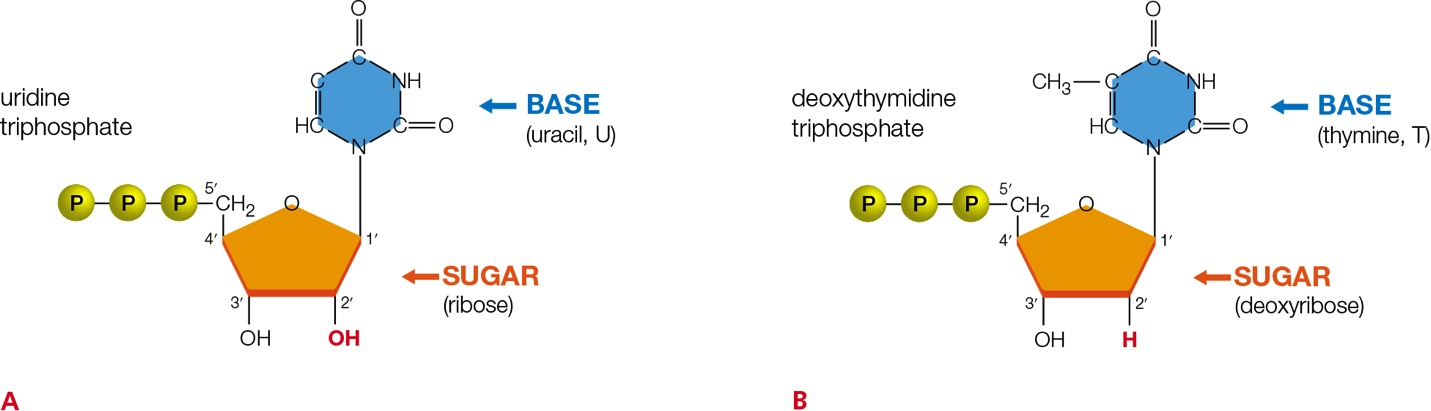 O
C
C
NH
HC
C
O
N
uridine
triphosphate
BASE
(uracil, U)
P
P
P
5′
CH2
O
4′
1′
SUGAR
(ribose)
3′
2′
OH
OH
A
O
C
CH3
C
NH
HC
C
O
N
deoxythymidine
triphosphate
BASE
(thymine, T)
P
P
P
5′
CH2
O
4′
1′
SUGAR
(deoxyribose)
3′
2′
OH
H
B